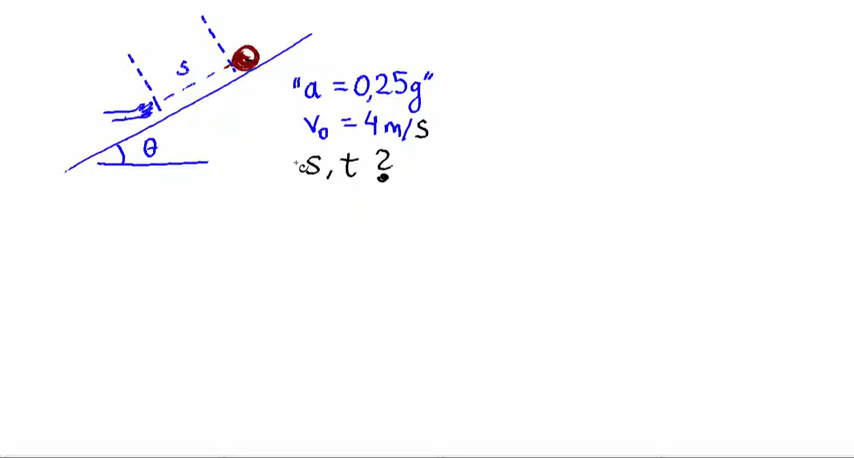 s
θ
"a = 0,25g"
v₀ = 4 m/s
s, t ?